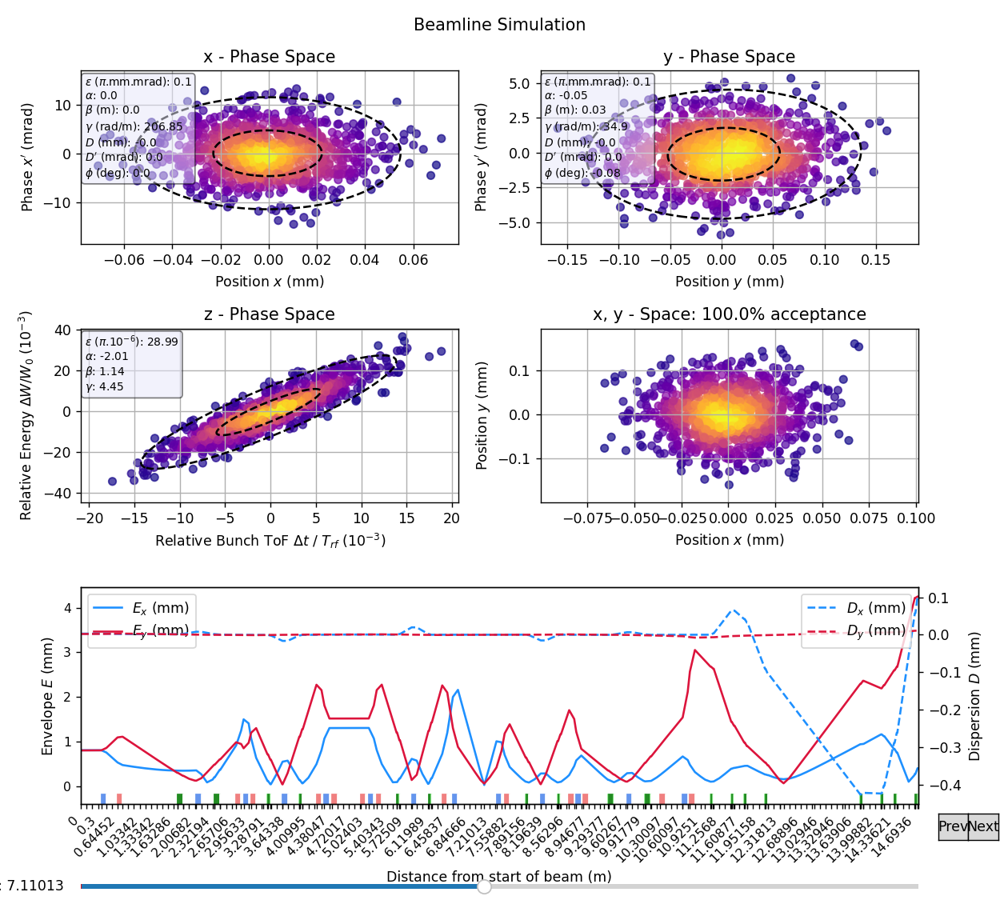 Beamline Simulation
x - Phase Space
ε (π.mm.mrad): 0.1
α: 0.0
β (m): 0.0
γ (rad/m): 206.85
D (mm): -0.0
D′ (mrad): 0.0
ϕ (deg): 0.0
Phase x′ (mrad)
10
0
−10
−0.06 −0.04 −0.02 0.00 0.02 0.04 0.06
Position x (mm)
y - Phase Space
ε (π.mm.mrad): 0.1
α: -0.05
β (m): 0.03
γ (rad/m): 34.9
D (mm): -0.0
D′ (mrad): 0.0
ϕ (deg): -0.08
Phase y′ (mrad)
5.0
2.5
0.0
−2.5
−5.0
−0.15 −0.10 −0.05 0.00 0.05 0.10 0.15
Position y (mm)
z - Phase Space
ε (π.10⁻⁶): 28.99
α: -2.01
β: 1.14
γ: 4.45
Relative Energy ΔW/W₀ (10⁻³)
40
20
0
−20
−40
−20 −15 −10 −5 0 5 10 15 20
Relative Bunch ToF Δt / T_rf (10⁻³)
x, y - Space: 100.0% acceptance
Position y (mm)
0.1
0.0
−0.1
−0.075 −0.050 −0.025 0.000 0.025 0.050 0.075 0.100
Position x (mm)
Eₓ (mm)
E_y (mm)
Dₓ (mm)
D_y (mm)
Envelope E (mm)
4
3
2
1
0
Dispersion D (mm)
0.1
0.0
−0.1
−0.2
−0.3
−0.4
0 0.3 0.64452 1.03342 1.33342 1.63286 2.00682 2.32194 2.65706 2.95633 3.28791 3.64338 4.00995 4.38047 4.72017 5.02403 5.40343 5.72509 6.11989 6.45837 6.84666 7.21013 7.55882 7.89156 8.19639 8.56296 8.94677 9.29377 9.60267 9.91779 10.30097 10.60097 10.9251 11.2568 11.60877 11.95158 12.31813 12.68896 13.02946 13.32946 13.63906 13.99882 14.33621 14.6936
Distance from start of beam (m)
Prev
Next
: 7.11013